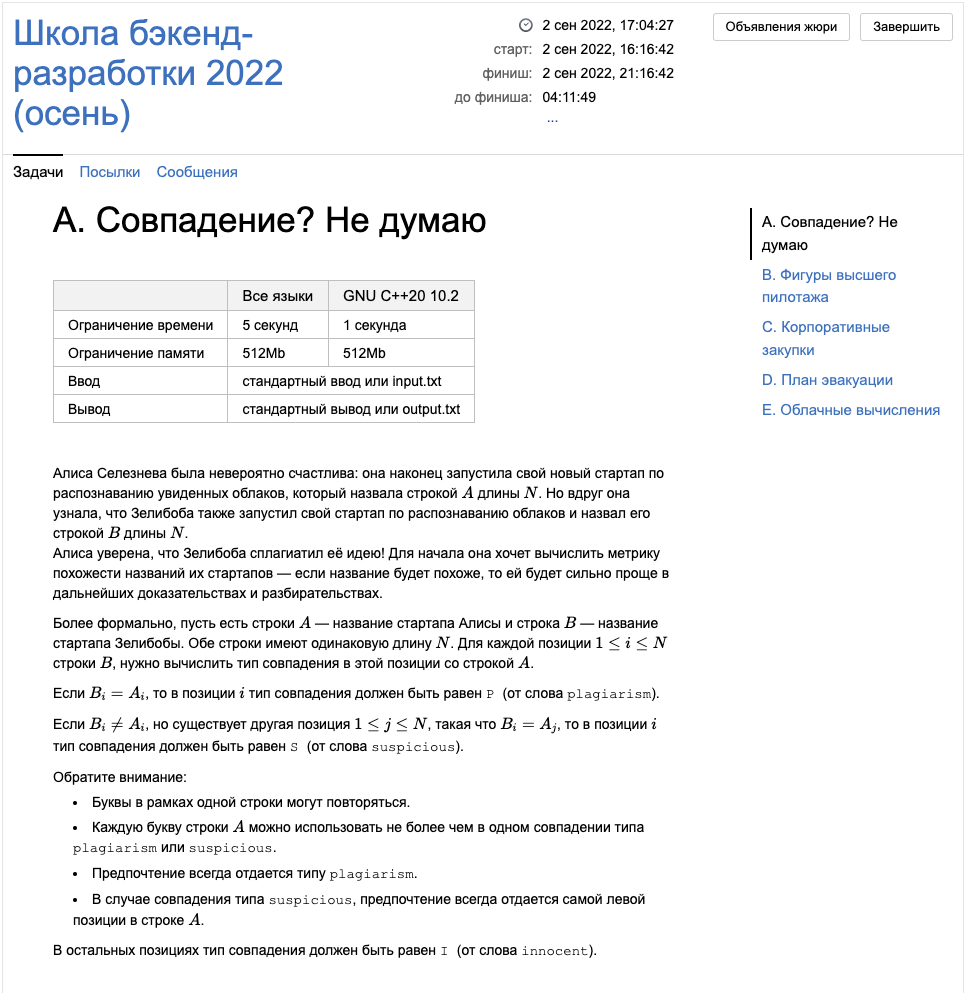 Школа бэкенд-
разработки 2022
(осень)
2 сен 2022, 17:04:27
старт: 2 сен 2022, 16:16:42
финиш: 2 сен 2022, 21:16:42
до финиша: 04:11:49
...
Объявления жюри
Завершить
Задачи Посылки Сообщения
A. Совпадение? Не думаю
Все языки GNU C++20 10.2
Ограничение времени 5 секунд 1 секунда
Ограничение памяти 512Mb 512Mb
Ввод стандартный ввод или input.txt
Вывод стандартный вывод или output.txt
Алиса Селезнева была невероятно счастлива: она наконец запустила свой новый стартап по
распознаванию увиденных облаков, который назвала строкой A длины N. Но вдруг она
узнала, что Зелибоба также запустил свой стартап по распознаванию облаков и назвал его
строкой B длины N.
Алиса уверена, что Зелибоба сплагиатил её идею! Для начала она хочет вычислить метрику
похожести названий их стартапов — если название будет похоже, то ей будет сильно проще в
дальнейших доказательствах и разбирательствах.
Более формально, пусть есть строки A — название стартапа Алисы и строка B — название
стартапа Зелибобы. Обе строки имеют одинаковую длину N. Для каждой позиции 1 ≤ i ≤ N
строки B, нужно вычислить тип совпадения в этой позиции со строкой A.
Если Bᵢ = Aᵢ, то в позиции i тип совпадения должен быть равен P (от слова plagiarism).
Если Bᵢ ≠ Aᵢ, но существует другая позиция 1 ≤ j ≤ N, такая что Bᵢ = Aⱼ, то в позиции i
тип совпадения должен быть равен S (от слова suspicious).
Обратите внимание:
• Буквы в рамках одной строки могут повторяться.
• Каждую букву строки A можно использовать не более чем в одном совпадении типа
plagiarism или suspicious.
• Предпочтение всегда отдается типу plagiarism.
• В случае совпадения типа suspicious, предпочтение всегда отдается самой левой
позиции в строке A.
В остальных позициях тип совпадения должен быть равен I (от слова innocent).
A. Совпадение? Не
думаю
B. Фигуры высшего
пилотажа
C. Корпоративные
закупки
D. План эвакуации
E. Облачные вычисления